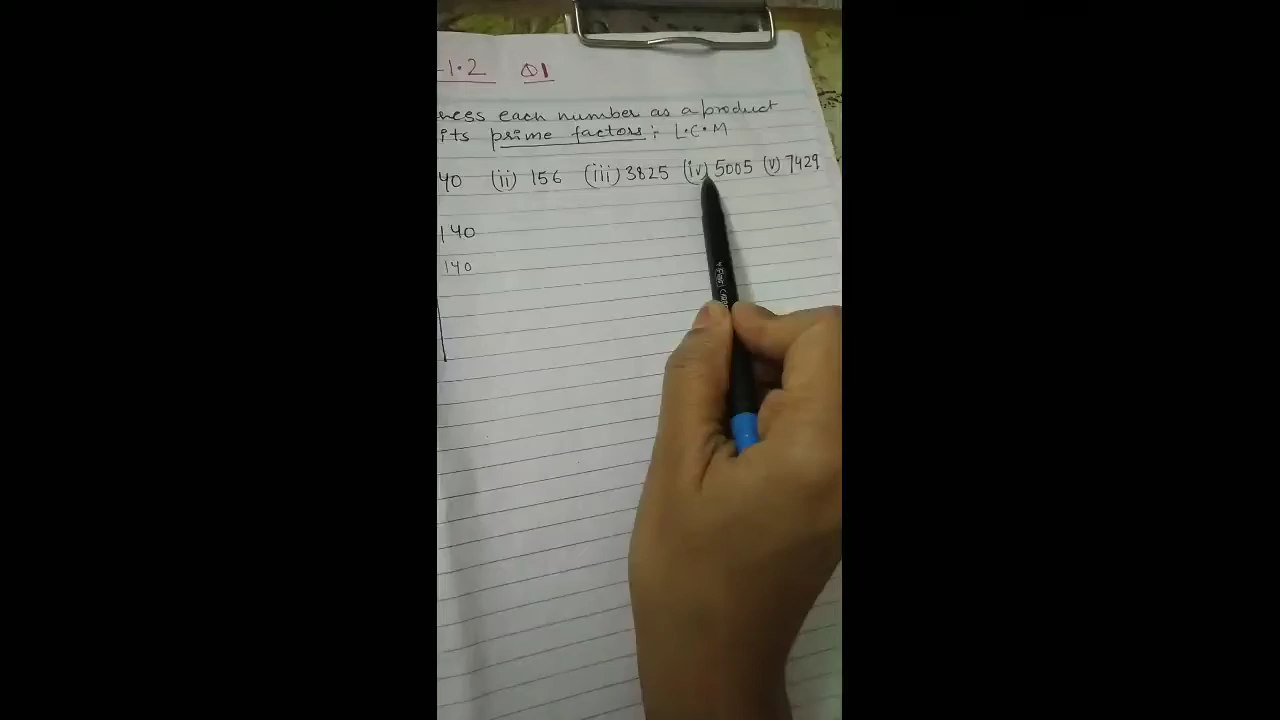 -1.2 Q1
ress each number as a product
its prime factors : L.C.M
40 (ii) 156 (iii) 3825 (iv) 5005 (v) 7429
140
140